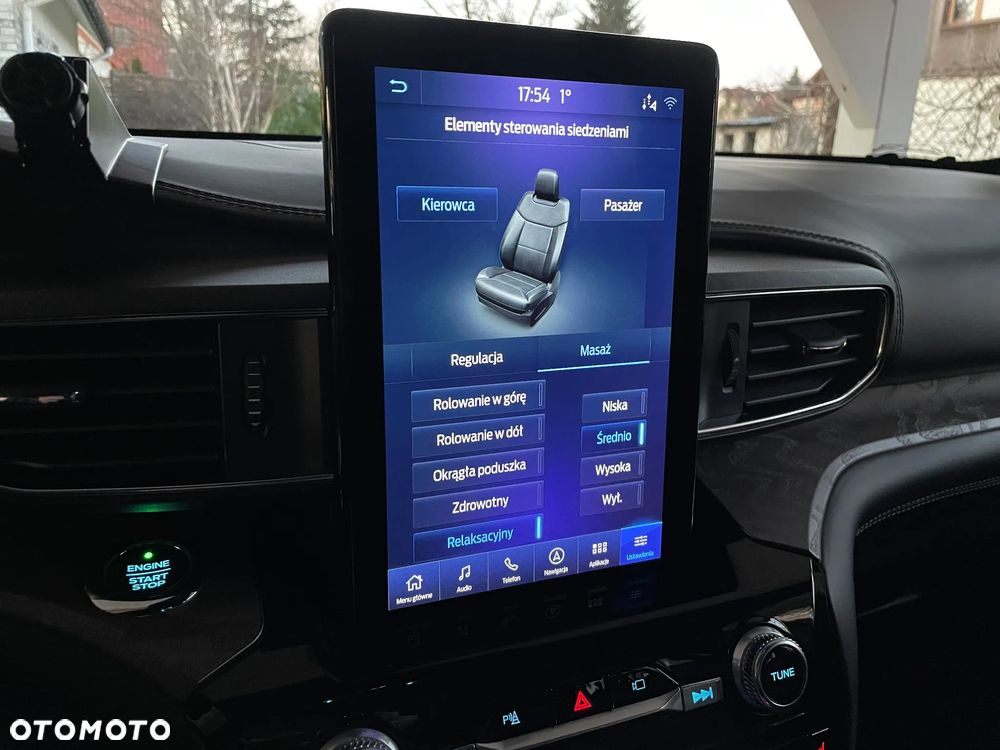 17:54 1°
Elementy sterowania siedzeniami
Kierowca
Pasażer
Regulacja
Masaż
Rolowanie w górę
Rolowanie w dół
Okrągła poduszka
Zdrowotny
Relaksacyjny
Niska
Średnio
Wysoka
Wył.
Menu główne
Audio
Telefon
Nawigacja
Aplikacje
Ustawienia
ENGINE
START
STOP
TUNE
OTOMOTO